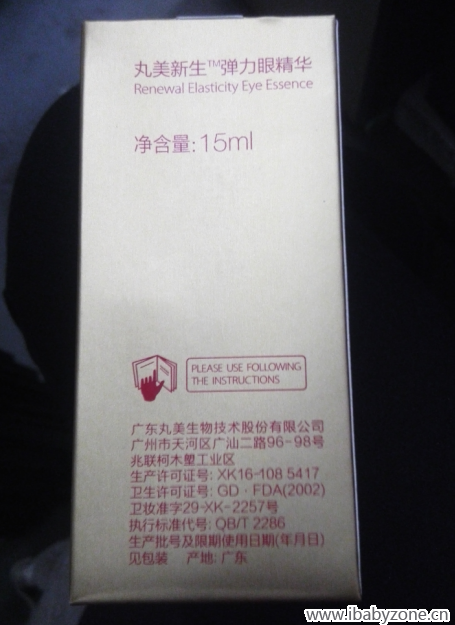 丸美新生™弹力眼精华
Renewal Elasticity Eye Essence
净含量:15ml
PLEASE USE FOLLOWING
THE INSTRUCTIONS
广东丸美生物技术股份有限公司
广州市天河区广汕二路96-98号
兆联柯木塱工业区
生产许可证号: XK16-108 5417
卫生许可证号: GD·FDA(2002)
卫妆准字29-XK-2257号
执行标准代号: QB/T 2286
生产批号及限期使用日期(年月日)
见包装 产地: 广东
www.ibabyzone.cn